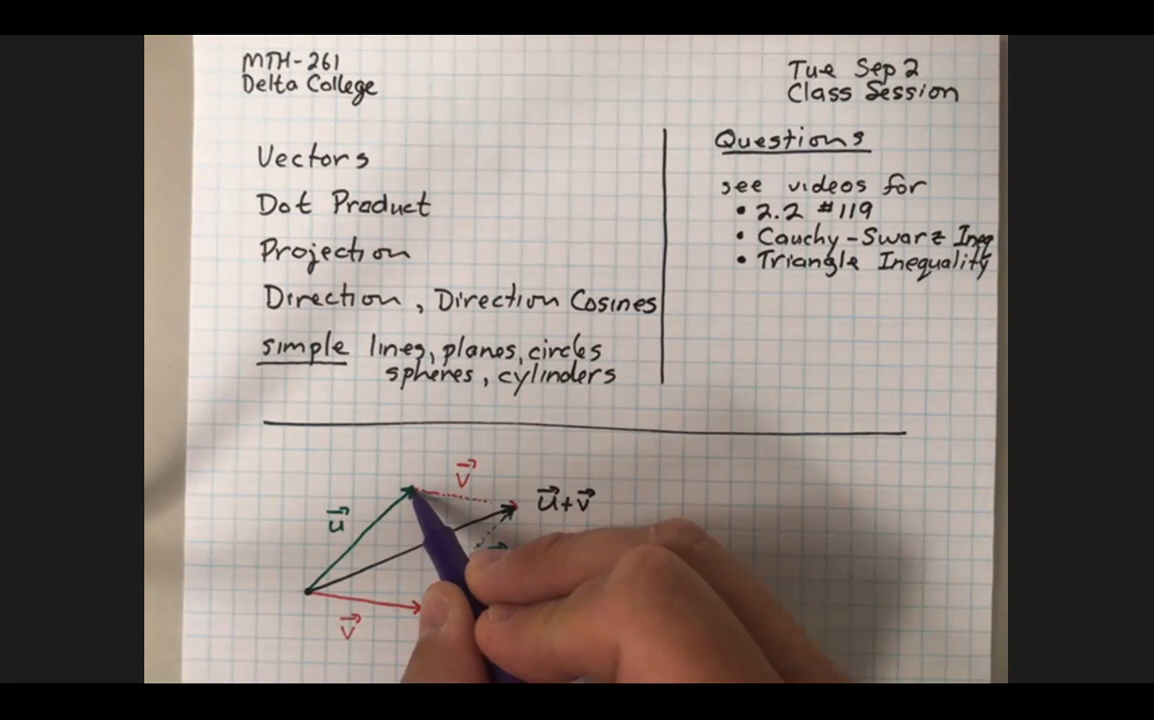 MTH-261
Delta College
Tue Sep 2
Class Session
Vectors
Dot Product
Projection
Direction, Direction Cosines
simple lines, planes, circles
spheres, cylinders
Questions
see videos for
• 2.2 #119
• Cauchy-Swarz Ineq
• Triangle Inequality
v
u+v
u
v